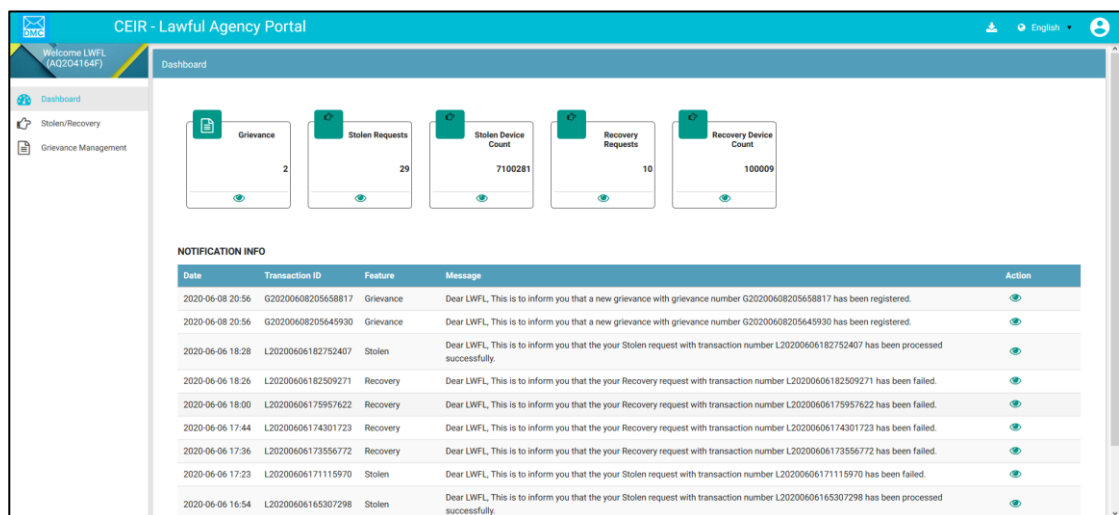 DMC
CEIR - Lawful Agency Portal
English
Welcome LWFL
(AQ204164F)
Dashboard
Dashboard
Stolen/Recovery
Grievance Management
Grievance
2
Stolen Requests
29
Stolen Device
Count
7100281
Recovery
Requests
10
Recovery Device
Count
100009
NOTIFICATION INFO
Date Transaction ID Feature Message Action
2020-06-08 20:56 G20200608205658817 Grievance Dear LWFL, This is to inform you that a new grievance with grievance number G20200608205658817 has been registered.
2020-06-08 20:56 G20200608205645930 Grievance Dear LWFL, This is to inform you that a new grievance with grievance number G20200608205645930 has been registered.
2020-06-06 18:28 L20200606182752407 Stolen Dear LWFL, This is to inform you that the your Stolen request with transaction number L20200606182752407 has been processed
successfully.
2020-06-06 18:26 L20200606182509271 Recovery Dear LWFL, This is to inform you that the your Recovery request with transaction number L20200606182509271 has been failed.
2020-06-06 18:00 L20200606175957622 Recovery Dear LWFL, This is to inform you that the your Recovery request with transaction number L20200606175957622 has been failed.
2020-06-06 17:44 L20200606174301723 Recovery Dear LWFL, This is to inform you that the your Recovery request with transaction number L20200606174301723 has been failed.
2020-06-06 17:36 L20200606173556772 Recovery Dear LWFL, This is to inform you that the your Recovery request with transaction number L20200606173556772 has been failed.
2020-06-06 17:23 L20200606171115970 Stolen Dear LWFL, This is to inform you that the your Stolen request with transaction number L20200606171115970 has been failed.
2020-06-06 16:54 L20200606165307298 Stolen Dear LWFL, This is to inform you that the your Stolen request with transaction number L20200606165307298 has been processed
successfully.